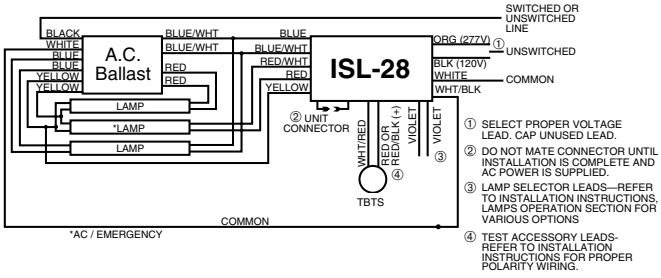 SWITCHED OR
UNSWITCHED
LINE
BLACK
WHITE
BLUE
BLUE
YELLOW
YELLOW
A.C.
Ballast
BLUE/WHT
BLUE/WHT
RED
RED
BLUE
BLUE/WHT
RED/WHT
RED
YELLOW
ISL-28
ORG (277V)
①
UNSWITCHED
BLK (120V)
WHITE
COMMON
WHT/BLK
LAMP
*LAMP
LAMP
② UNIT
CONNECTOR
WHT/RED
RED OR
RED/BLK (+)
VIOLET
VIOLET
③
④
TBTS
COMMON
*AC / EMERGENCY
① SELECT PROPER VOLTAGE
LEAD. CAP UNUSED LEAD.
② DO NOT MATE CONNECTOR UNTIL
INSTALLATION IS COMPLETE AND
AC POWER IS SUPPLIED.
③ LAMP SELECTOR LEADS—REFER
TO INSTALLATION INSTRUCTIONS,
LAMPS OPERATION SECTION FOR
VARIOUS OPTIONS
④ TEST ACCESSORY LEADS-
REFER TO INSTALLATION
INSTRUCTIONS FOR PROPER
POLARITY WIRING.